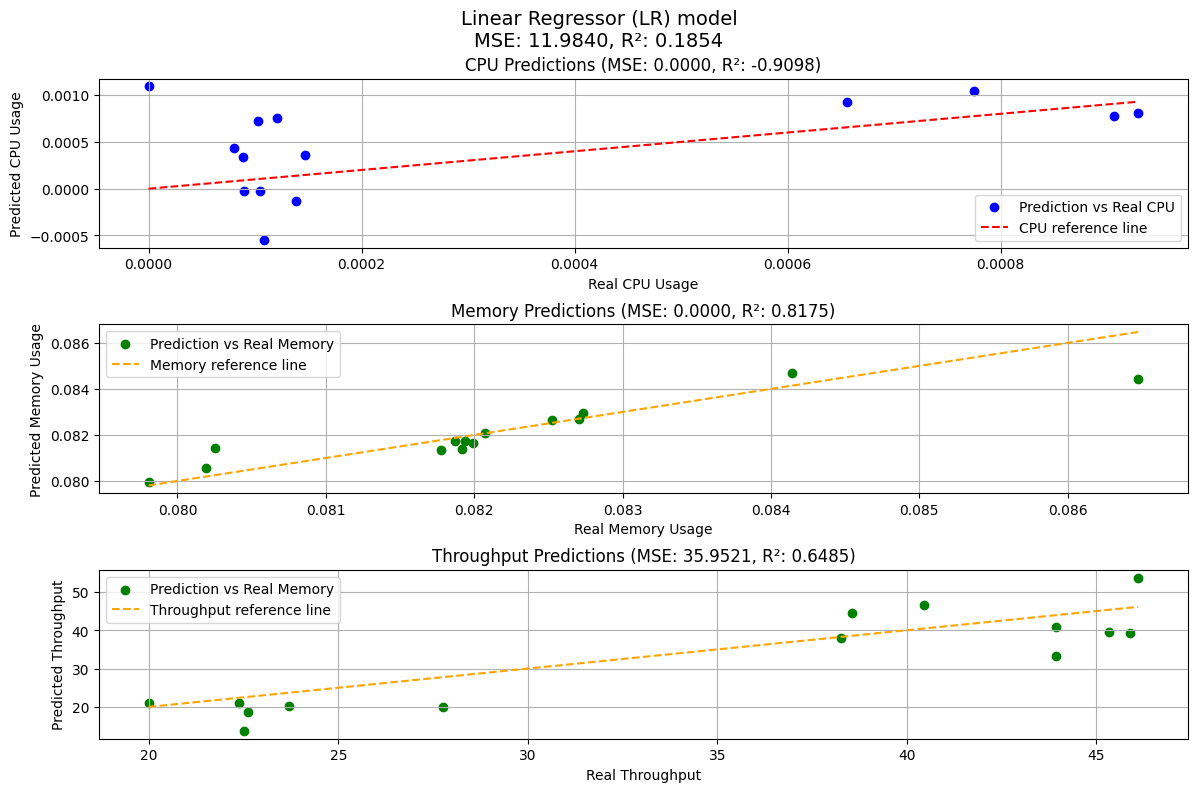 Linear Regressor (LR) model
MSE: 11.9840, R²: 0.1854
CPU Predictions (MSE: 0.0000, R²: -0.9098)
Predicted CPU Usage
0.0010
0.0005
0.0000
−0.0005
Prediction vs Real CPU
CPU reference line
0.0000 0.0002 0.0004 0.0006 0.0008
Real CPU Usage
Memory Predictions (MSE: 0.0000, R²: 0.8175)
Predicted Memory Usage
0.086
0.084
0.082
0.080
Prediction vs Real Memory
Memory reference line
0.080 0.081 0.082 0.083 0.084 0.085 0.086
Real Memory Usage
Throughput Predictions (MSE: 35.9521, R²: 0.6485)
Predicted Throughput
50
40
30
20
Prediction vs Real Memory
Throughput reference line
20 25 30 35 40 45
Real Throughput